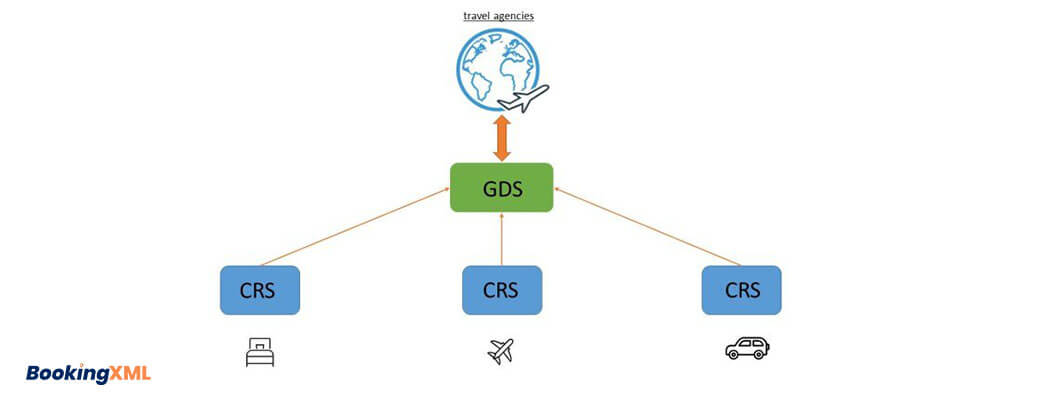 travel agencies
GDS
CRS
CRS
CRS
BookingXML